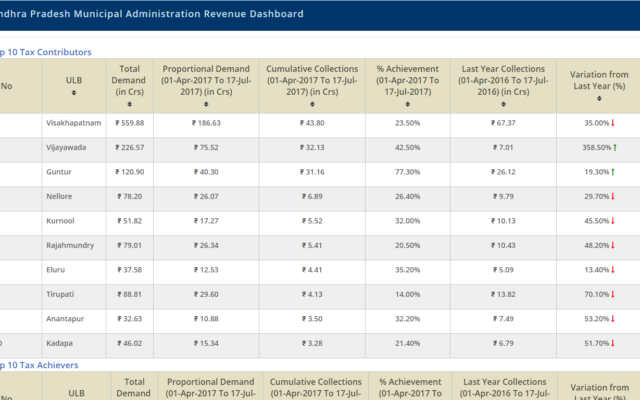 ndhra Pradesh Municipal Administration Revenue Dashboard
p 10 Tax Contributors
No ULB Total Demand (in Crs) Proportional Demand (01-Apr-2017 To 17-Jul-2017) (in Crs) Cumulative Collections (01-Apr-2017 To 17-Jul-2017) (in Crs) % Achievement (01-Apr-2017 To 17-Jul-2017) Last Year Collections (01-Apr-2016 To 17-Jul-2016) (in Crs) Variation from Last Year (%)
Visakhapatnam ₹ 559.88 ₹ 186.63 ₹ 43.80 23.50% ₹ 67.37 35.00%
Vijayawada ₹ 226.57 ₹ 75.52 ₹ 32.13 42.50% ₹ 7.01 358.50%
Guntur ₹ 120.90 ₹ 40.30 ₹ 31.16 77.30% ₹ 26.12 19.30%
Nellore ₹ 78.20 ₹ 26.07 ₹ 6.89 26.40% ₹ 9.79 29.70%
Kurnool ₹ 51.82 ₹ 17.27 ₹ 5.52 32.00% ₹ 10.13 45.50%
Rajahmundry ₹ 79.01 ₹ 26.34 ₹ 5.41 20.50% ₹ 10.43 48.20%
Eluru ₹ 37.58 ₹ 12.53 ₹ 4.41 35.20% ₹ 5.09 13.40%
Tirupati ₹ 88.81 ₹ 29.60 ₹ 4.13 14.00% ₹ 13.82 70.10%
Anantapur ₹ 32.63 ₹ 10.88 ₹ 3.50 32.20% ₹ 7.49 53.20%
0 Kadapa ₹ 46.02 ₹ 15.34 ₹ 3.28 21.40% ₹ 6.79 51.70%
p 10 Tax Achievers
No ULB Total Demand Proportional Demand (01-Apr-2017 To 17-Jul- Cumulative Collections (01-Apr-2017 To 17-Jul- % Achievement (01-Apr-2017 To Last Year Collections (01-Apr-2016 To 17-Jul- Variation from Last Year (%)